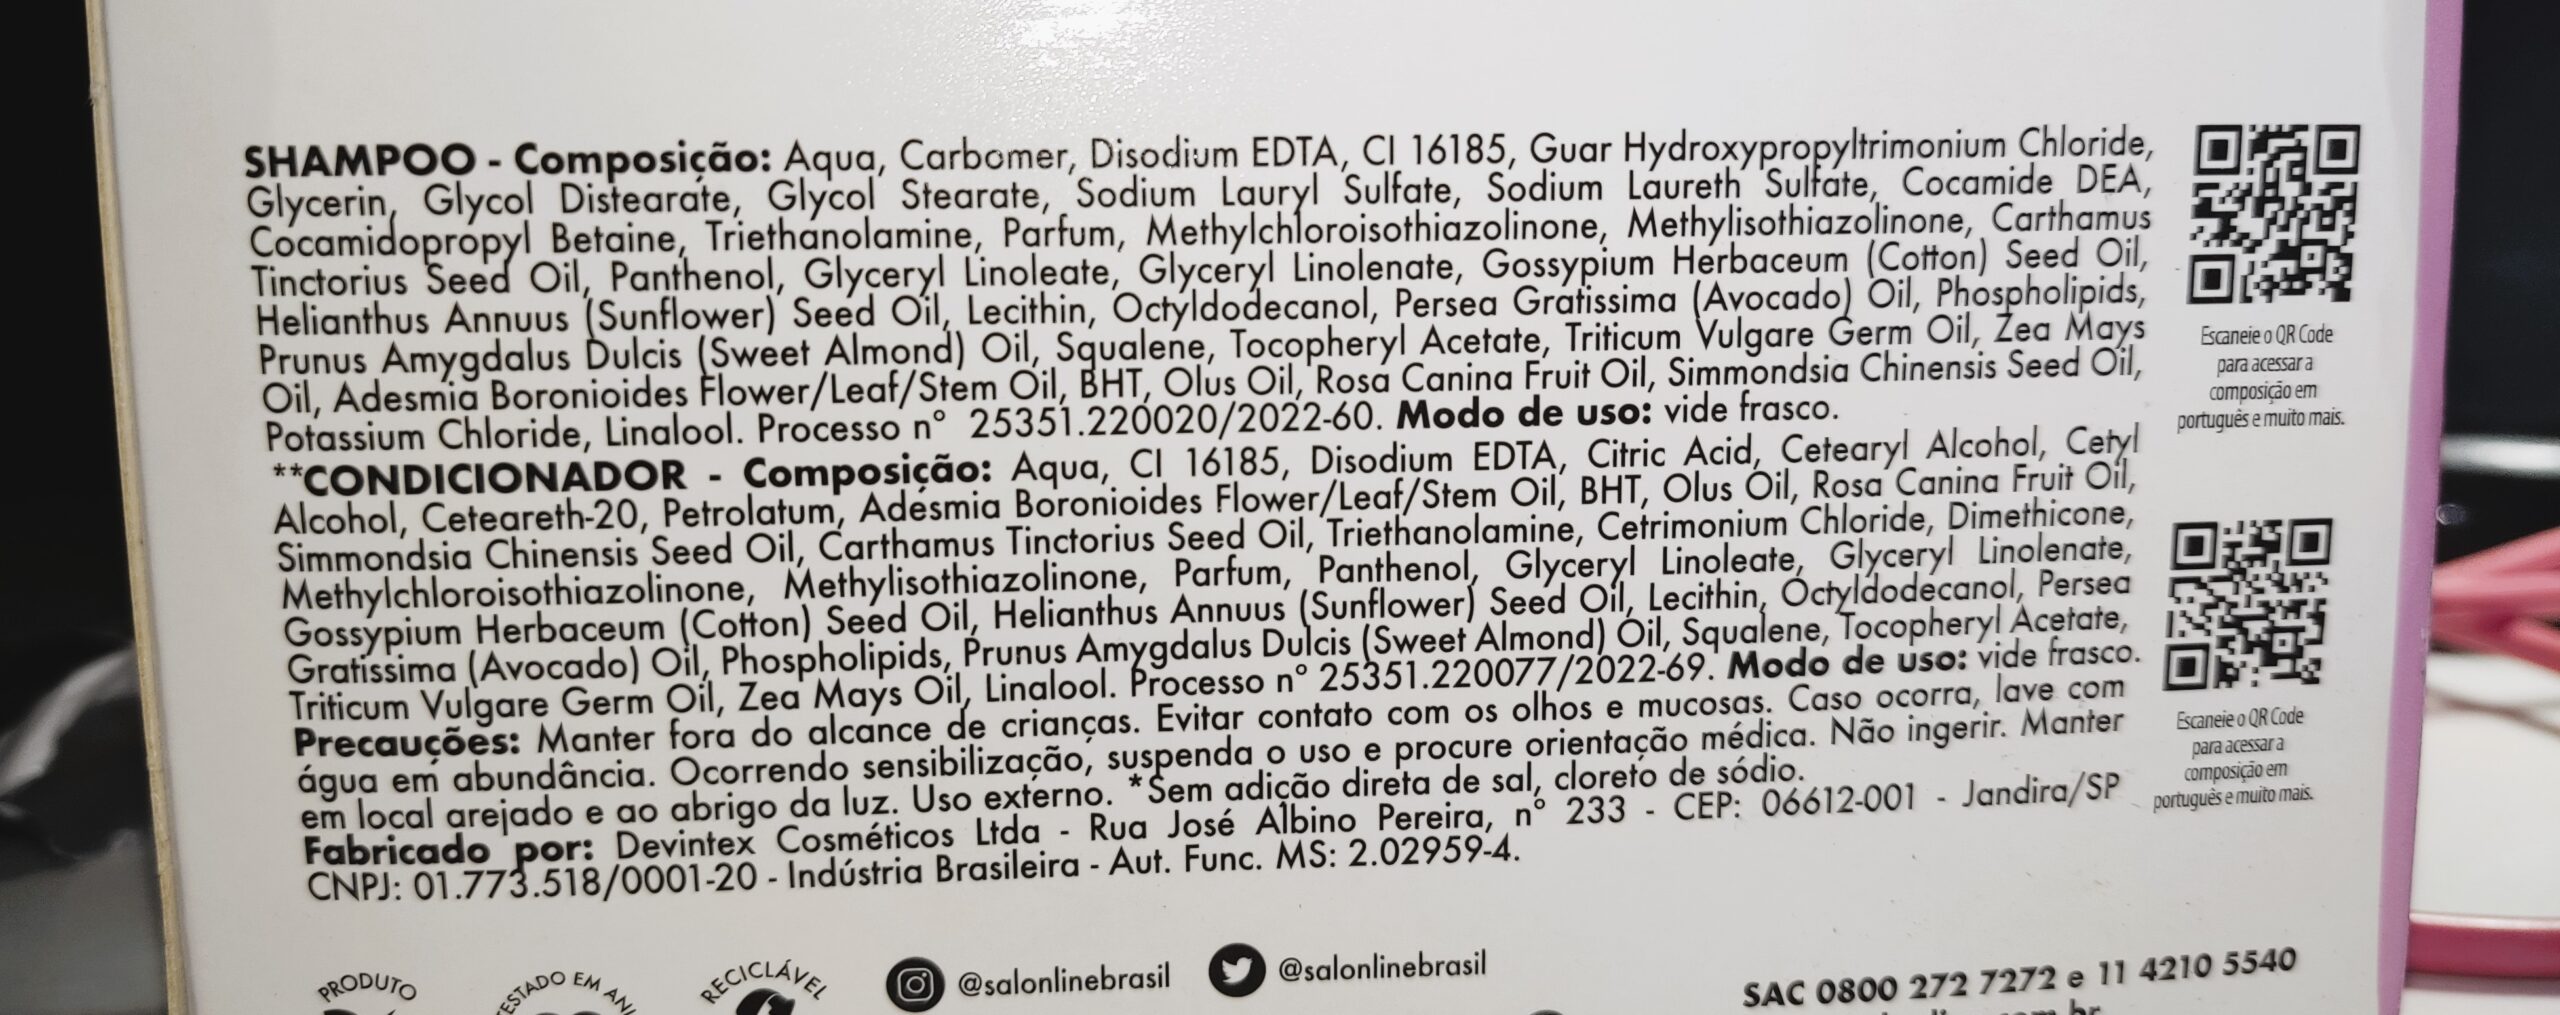 SHAMPOO - Composição: Aqua, Carbomer, Disodium EDTA, CI 16185, Guar Hydroxypropyltrimonium Chloride,
Glycerin, Glycol Distearate, Glycol Stearate, Sodium Lauryl Sulfate, Sodium Laureth Sulfate, Cocamide DEA,
Cocamidopropyl Betaine, Triethanolamine, Parfum, Methylchloroisothiazolinone, Methylisothiazolinone, Carthamus
Tinctorius Seed Oil, Panthenol, Glyceryl Linoleate, Glyceryl Linolenate, Gossypium Herbaceum (Cotton) Seed Oil,
Helianthus Annuus (Sunflower) Seed Oil, Lecithin, Octyldodecanol, Persea Gratissima (Avocado) Oil, Phospholipids,
Prunus Amygdalus Dulcis (Sweet Almond) Oil, Squalene, Tocopheryl Acetate, Triticum Vulgare Germ Oil, Zea Mays
Oil, Adesmia Boronioides Flower/Leaf/Stem Oil, BHT, Olus Oil, Rosa Canina Fruit Oil, Simmondsia Chinensis Seed Oil,
Potassium Chloride, Linalool. Processo n° 25351.220020/2022-60. Modo de uso: vide frasco.
**CONDICIONADOR - Composição: Aqua, CI 16185, Disodium EDTA, Citric Acid, Cetearyl Alcohol, Cetyl
Alcohol, Ceteareth-20, Petrolatum, Adesmia Boronioides Flower/Leaf/Stem Oil, BHT, Olus Oil, Rosa Canina Fruit Oil,
Simmondsia Chinensis Seed Oil, Carthamus Tinctorius Seed Oil, Triethanolamine, Cetrimonium Chloride, Dimethicone,
Methylchloroisothiazolinone, Methylisothiazolinone, Parfum, Panthenol, Glyceryl Linoleate, Glyceryl Linolenate,
Gossypium Herbaceum (Cotton) Seed Oil, Helianthus Annuus (Sunflower) Seed Oil, Lecithin, Octyldodecanol, Persea
Gratissima (Avocado) Oil, Phospholipids, Prunus Amygdalus Dulcis (Sweet Almond) Oil, Squalene, Tocopheryl Acetate,
Triticum Vulgare Germ Oil, Zea Mays Oil, Linalool. Processo n° 25351.220077/2022-69. Modo de uso: vide frasco.
Precauções: Manter fora do alcance de crianças. Evitar contato com os olhos e mucosas. Caso ocorra, lave com
água em abundância. Ocorrendo sensibilização, suspenda o uso e procure orientação médica. Não ingerir. Manter
em local arejado e ao abrigo da luz. Uso externo. *Sem adição direta de sal, cloreto de sódio.
Fabricado por: Devintex Cosméticos Ltda - Rua José Albino Pereira, n° 233 - CEP: 06612-001 - Jandira/SP
CNPJ: 01.773.518/0001-20 - Indústria Brasileira - Aut. Func. MS: 2.02959-4.
Escaneie o QR Code
para acessar a
composição em
português e muito mais.
Escaneie o QR Code
para acessar a
composição em
português e muito mais.
PRODUTO
RECICLÁVEL
@salonlinebrasil
@salonlinebrasil
SAC 0800 272 7272 e 11 4210 5540